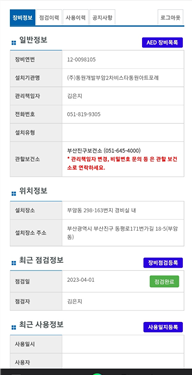 장비정보 점검이력 사용이력 공지사항 로그아웃
일반정보
AED 장비목록
장비연번 12-0098105
설치기관명 (주)동원개발부암2차비스타동원아트포레
관리책임자 김은지
전화번호 051-819-9305
설치유형
관할보건소 부산진구보건소 (051-645-4000)
* 관리책임자 변경, 비밀번호 문의 등은 관할 보건
소로 연락하세요.
위치정보
설치장소 부암동 298-163번지 경비실 내
설치장소 주소 부산광역시 부산진구 동평로171번가길 18-5(부암
동)
최근 점검정보
장비점검등록
점검일 2023-04-01 점검완료
점검자 김은지
최근 사용정보
사용일지등록
사용일시
사용자